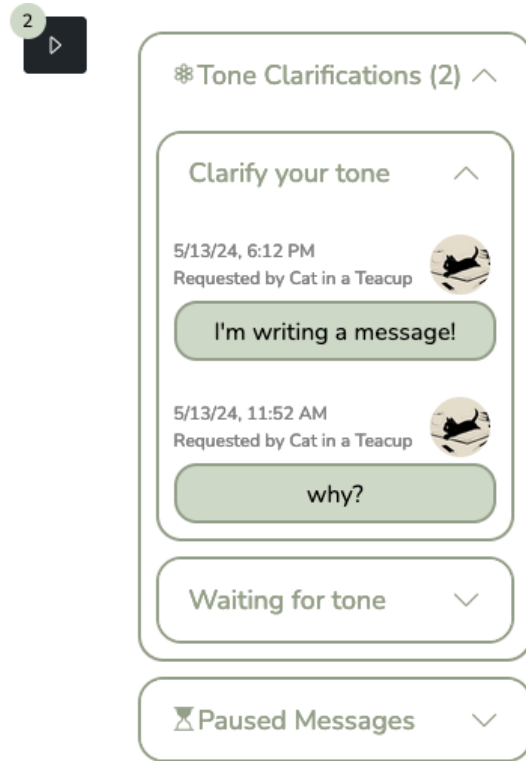 2
Tone Clarifications (2)
Clarify your tone
5/13/24, 6:12 PM
Requested by Cat in a Teacup
I'm writing a message!
5/13/24, 11:52 AM
Requested by Cat in a Teacup
why?
Waiting for tone
Paused Messages